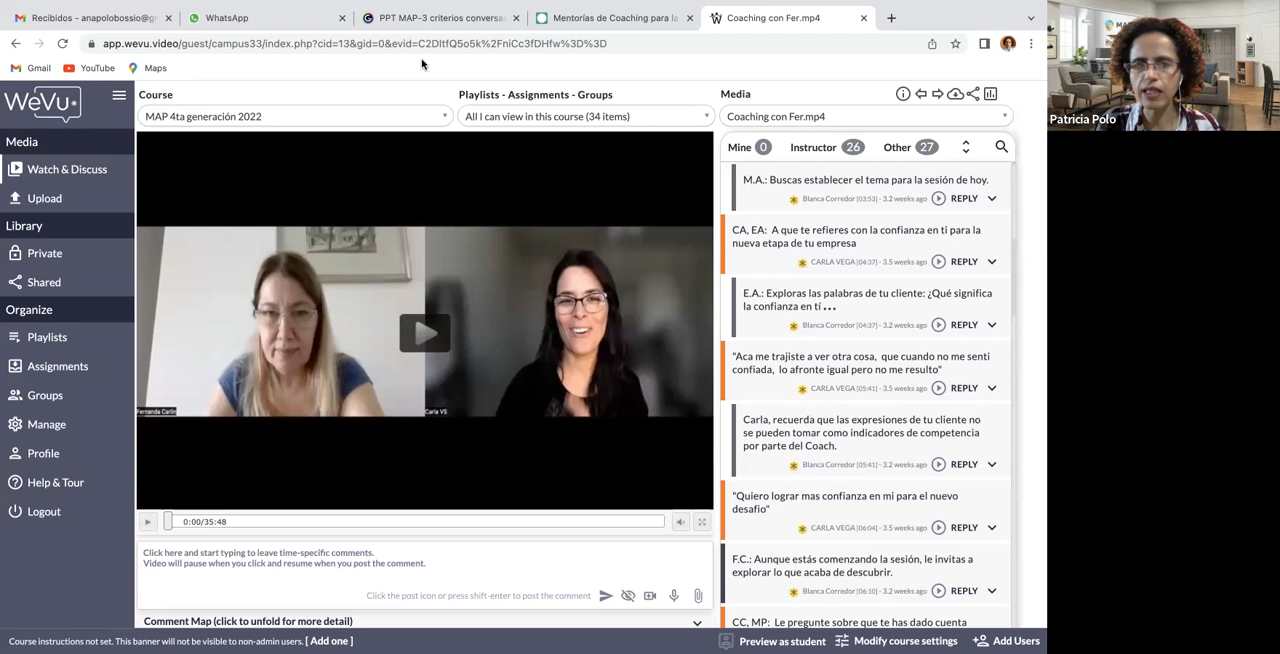 Recibidos - anapolobossio@gr
WhatsApp
PPT MAP-3 criterios conversa
Mentorías de Coaching para la
Coaching con Fer.mp4
app.wevu.video/guest/campus33/index.php?cid=13&gid=0&evid=C2DItfQ5o5k%2FniCc3fDHfw%3D%3D
Gmail
YouTube
Maps
WeVu
Media
Watch & Discuss
Upload
Library
Private
Shared
Organize
Playlists
Assignments
Groups
Manage
Profile
Help & Tour
Logout
Course
MAP 4ta generación 2022
Playlists - Assignments - Groups
All I can view in this course (34 items)
Media
Coaching con Fer.mp4
Fernanda Carlin
Carla VS
0:00/35:48
Click here and start typing to leave time-specific comments.
Video will pause when you click and resume when you post the comment.
Click the post icon or press shift-enter to post the comment
Comment Map (click to unfold for more detail)
Mine 0 Instructor 26 Other 27
M.A.: Buscas establecer el tema para la sesión de hoy.
Blanca Corredor [03:53] - 3.2 weeks ago REPLY
CA, EA: A que te refieres con la confianza en ti para la
nueva etapa de tu empresa
CARLA VEGA [04:37] - 3.5 weeks ago REPLY
E.A.: Exploras las palabras de tu cliente: ¿Qué significa
la confianza en tí ...
Blanca Corredor [04:37] - 3.2 weeks ago REPLY
"Aca me trajiste a ver otra cosa, que cuando no me senti
confiada, lo afronte igual pero no me resulto"
CARLA VEGA [05:41] - 3.5 weeks ago REPLY
Carla, recuerda que las expresiones de tu cliente no
se pueden tomar como indicadores de competencia
por parte del Coach.
Blanca Corredor [05:41] - 3.2 weeks ago REPLY
"Quiero lograr mas confianza en mi para el nuevo
desafio"
CARLA VEGA [06:04] - 3.5 weeks ago REPLY
F.C.: Aunque estás comenzando la sesión, le invitas a
explorar lo que acaba de describir.
Blanca Corredor [06:10] - 3.2 weeks ago REPLY
CC, MP: Le pregunte sobre que te has dado cuenta
Course instructions not set. This banner will not be visible to non-admin users. [ Add one ]
Preview as student
Modify course settings
Add Users
Patricia Polo